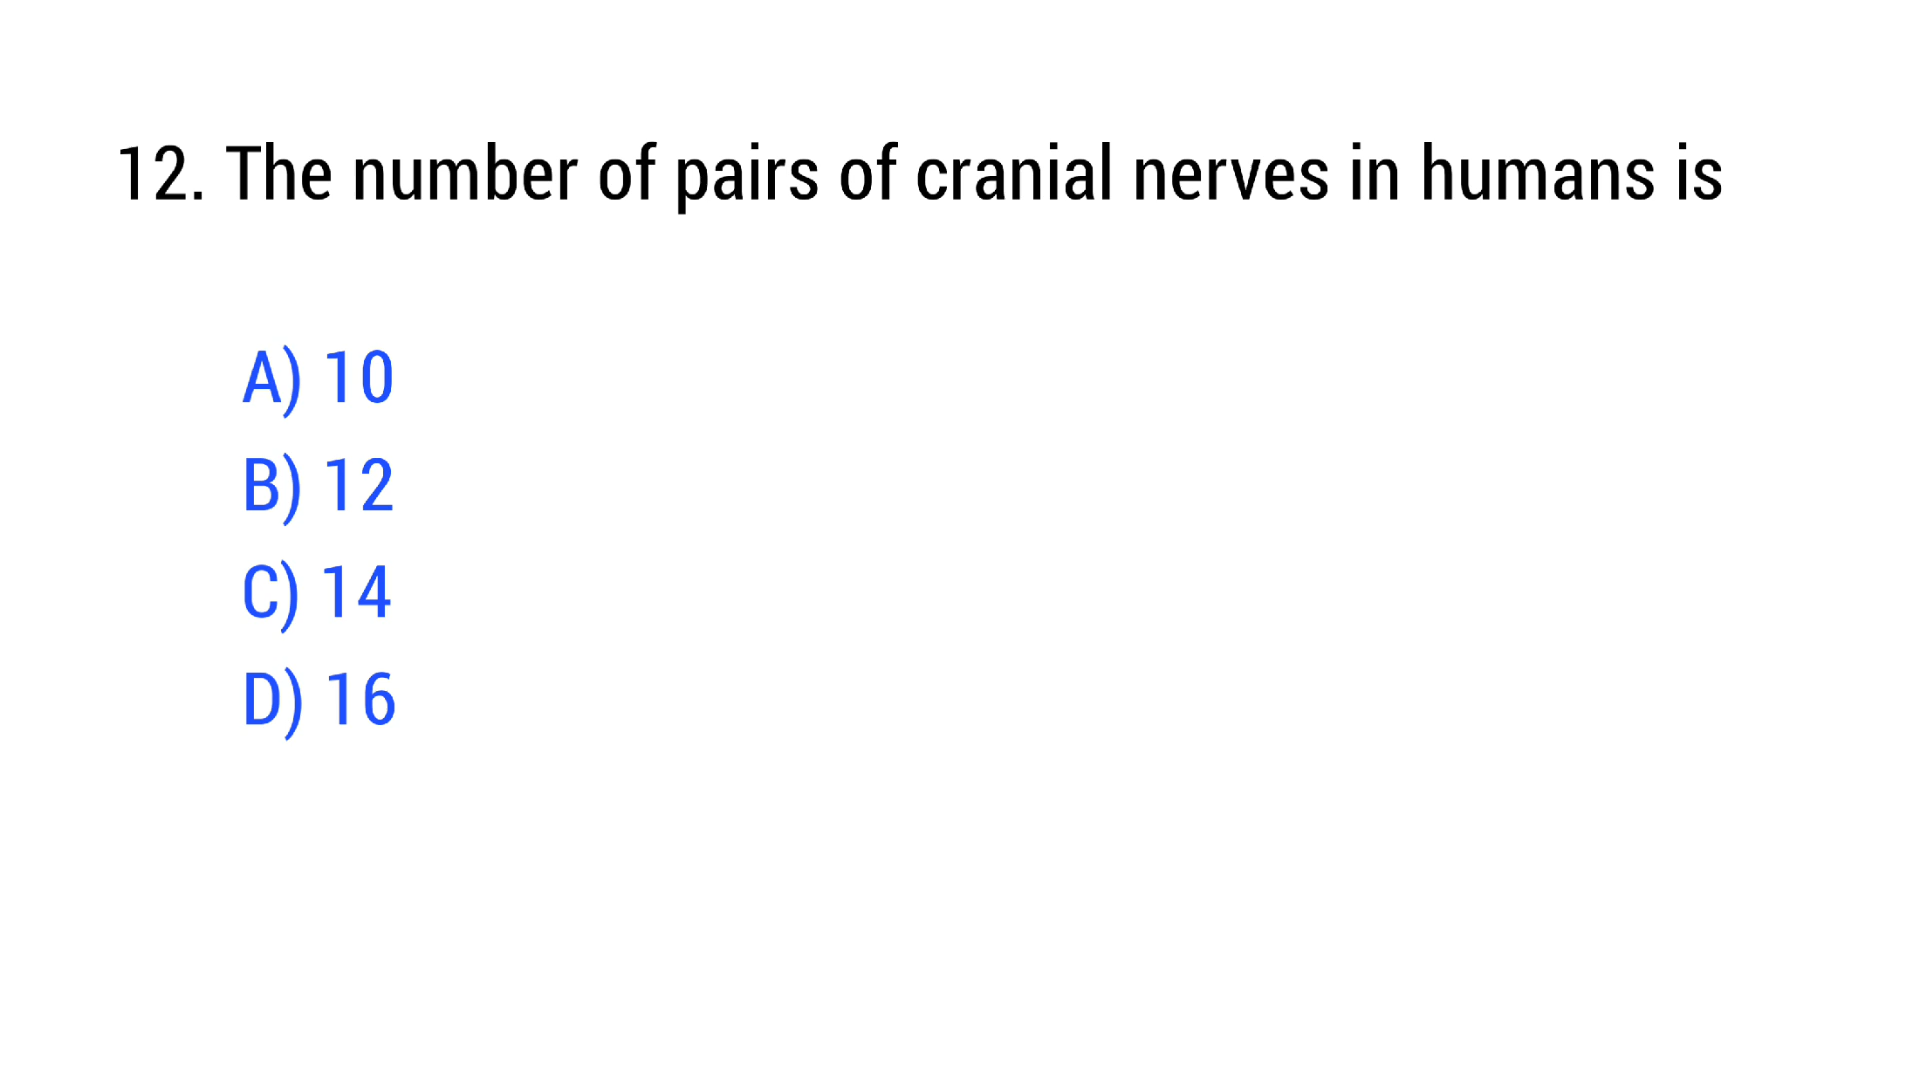 12. The number of pairs of cranial nerves in humans is
A) 10
B) 12
C) 14
D) 16